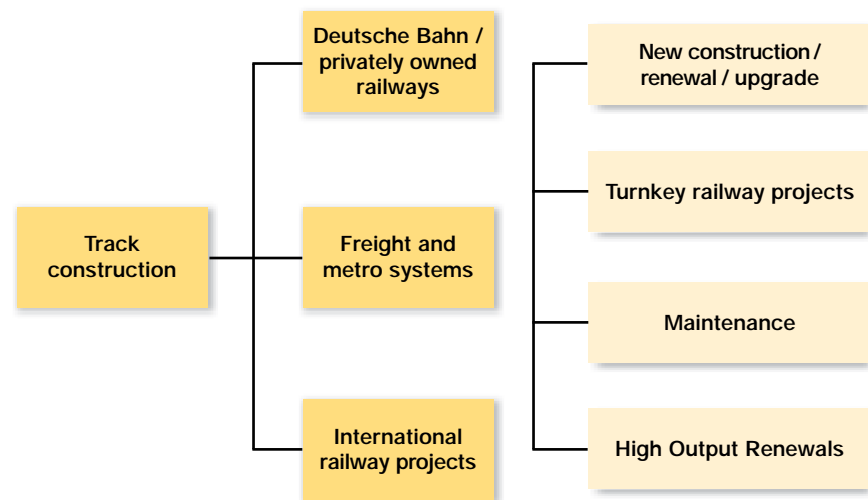 Track
construction
Deutsche Bahn /
privately owned
railways
Freight and
metro systems
International
railway projects
New construction /
renewal / upgrade
Turnkey railway projects
Maintenance
High Output Renewals